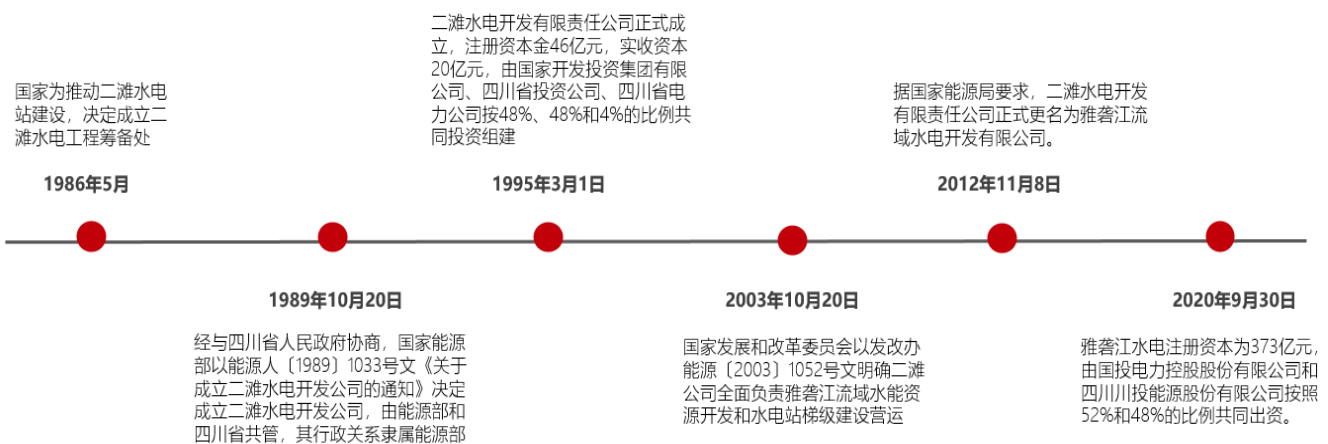 国家为推动二滩水电
站建设，决定成立二
滩水电工程筹备处
1986年5月
经与四川省人民政府协商，国家能源
部以能源人〔1989〕1033号文《关于
成立二滩水电开发公司的通知》决定
成立二滩水电开发公司，由能源部和
四川省共管，其行政关系隶属能源部
1989年10月20日
二滩水电开发有限责任公司正式成
立，注册资本金46亿元，实收资本
20亿元，由国家开发投资集团有限
公司、四川省投资公司、四川省电
力公司按48%、48%和4%的比例共
同投资组建
1995年3月1日
2003年10月20日
国家发展和改革委员会以发改办
能源〔2003〕1052号文明确二滩
公司全面负责雅砻江流域水能资
源开发和水电站梯级建设营运
据国家能源局要求，二滩水电开发
有限责任公司正式更名为雅砻江流
域水电开发有限公司。
2012年11月8日
2020年9月30日
雅砻江水电注册资本为373亿元，
由国投电力控股股份有限公司和
四川川投能源股份有限公司按照
52%和48%的比例共同出资。